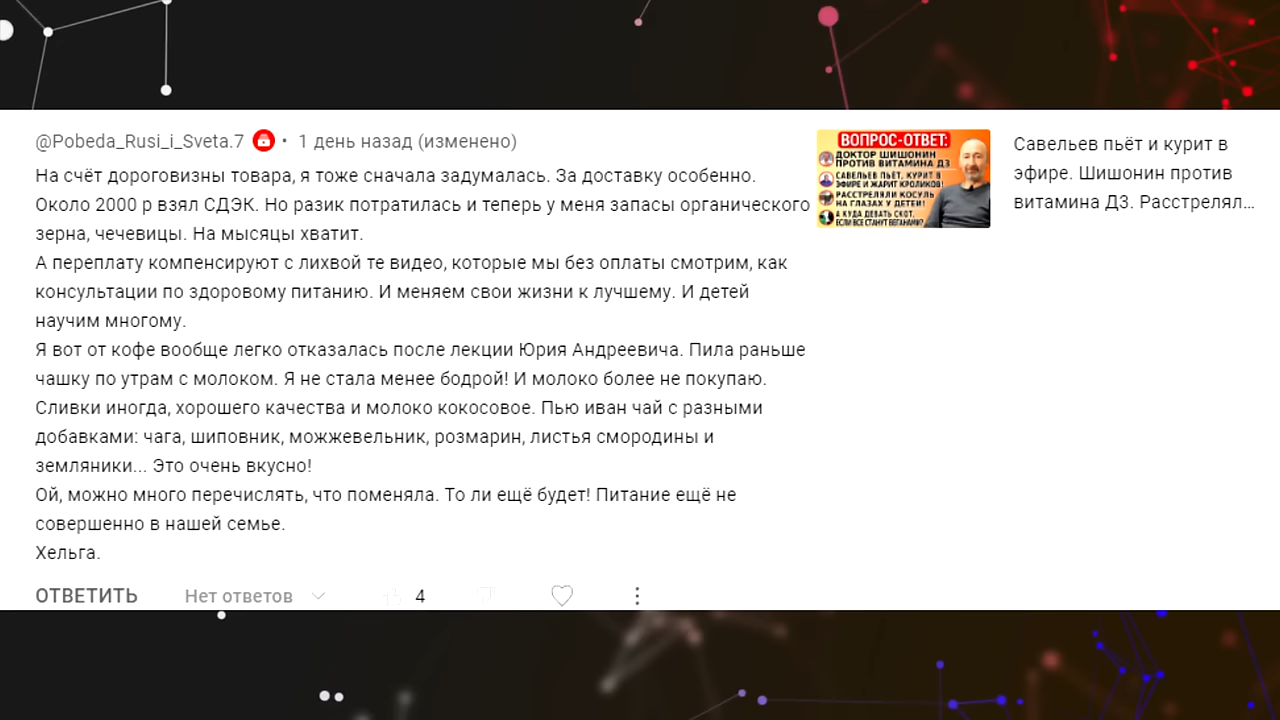 @Pobeda_Rusi_i_Sveta.7 • 1 день назад (изменено)
На счёт дороговизны товара, я тоже сначала задумалась. За доставку особенно.
Около 2000 р взял СДЭК. Но разик потратилась и теперь у меня запасы органического
зерна, чечевицы. На мысяцы хватит.
А переплату компенсируют с лихвой те видео, которые мы без оплаты смотрим, как
консультации по здоровому питанию. И меняем свои жизни к лучшему. И детей
научим многому.
Я вот от кофе вообще легко отказалась после лекции Юрия Андреевича. Пила раньше
чашку по утрам с молоком. Я не стала менее бодрой! И молоко более не покупаю.
Сливки иногда, хорошего качества и молоко кокосовое. Пью иван чай с разными
добавками: чага, шиповник, можжевельник, розмарин, листья смородины и
земляники... Это очень вкусно!
Ой, можно много перечислять, что поменяла. То ли ещё будет! Питание ещё не
совершенно в нашей семье.
Хельга.
ОТВЕТИТЬ Нет ответов 4
ВОПРОС-ОТВЕТ:
ДОКТОР ШИШОНИН
ПРОТИВ ВИТАМИНА Д3
САВЕЛЬЕВ ПЬЁТ, КУРИТ В
ЭФИРЕ И ЖАРИТ КРОЛИКОВ!
РАССТРЕЛЯЛИ КОСУЛЬ
НА ГЛАЗАХ У ДЕТЕЙ!
А КУДА ДЕВАТЬ СКОТ,
ЕСЛИ ВСЕ СТАНУТ ВЕГАНАМИ?
Савельев пьёт и курит в
эфире. Шишонин против
витамина Д3. Расстрелял...